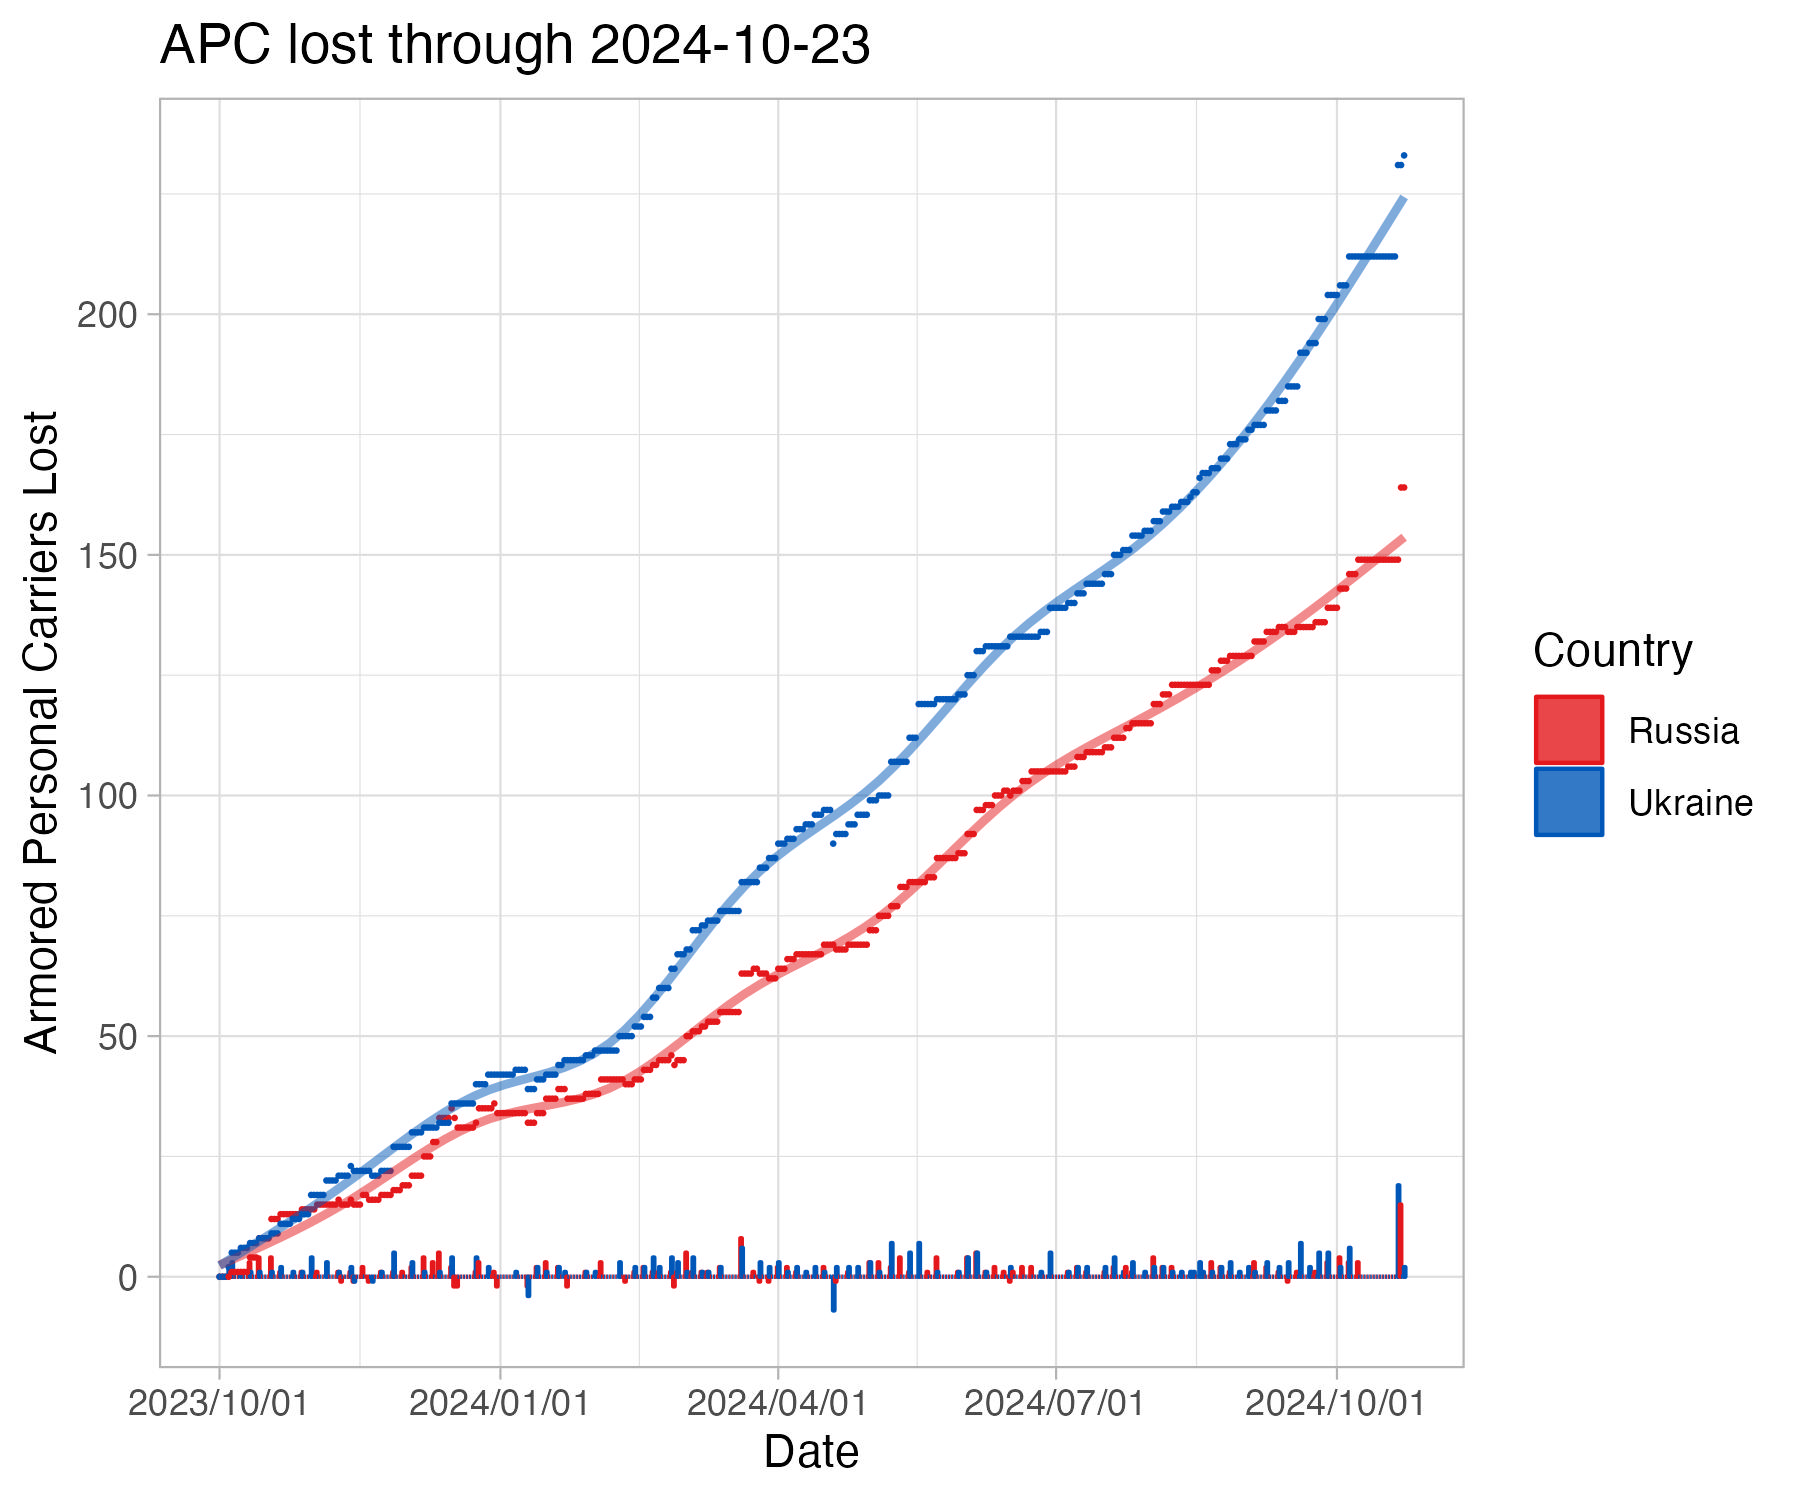 APC lost through 2024-10-23
Armored Personal Carriers Lost
200
150
100
50
0
2023/10/01
2024/01/01
2024/04/01
2024/07/01
2024/10/01
Date
Country
Russia
Ukraine